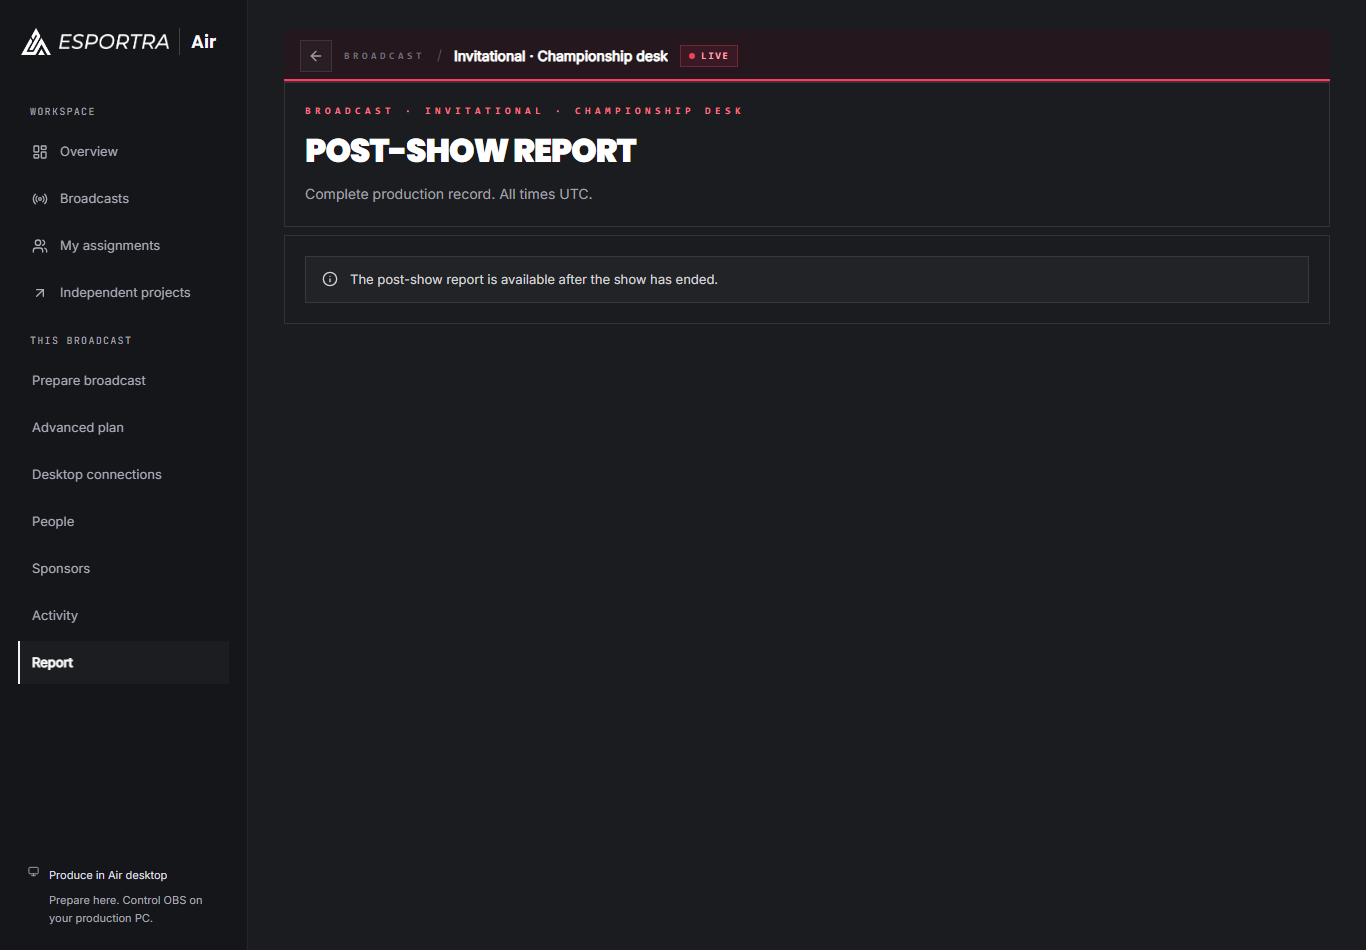 ESPORTRA Air
WORKSPACE
Overview
Broadcasts
My assignments
Independent projects
THIS BROADCAST
Prepare broadcast
Advanced plan
Desktop connections
People
Sponsors
Activity
Report
Produce in Air desktop
Prepare here. Control OBS on
your production PC.
BROADCAST / Invitational · Championship desk LIVE
BROADCAST · INVITATIONAL · CHAMPIONSHIP DESK
POST-SHOW REPORT
Complete production record. All times UTC.
The post-show report is available after the show has ended.